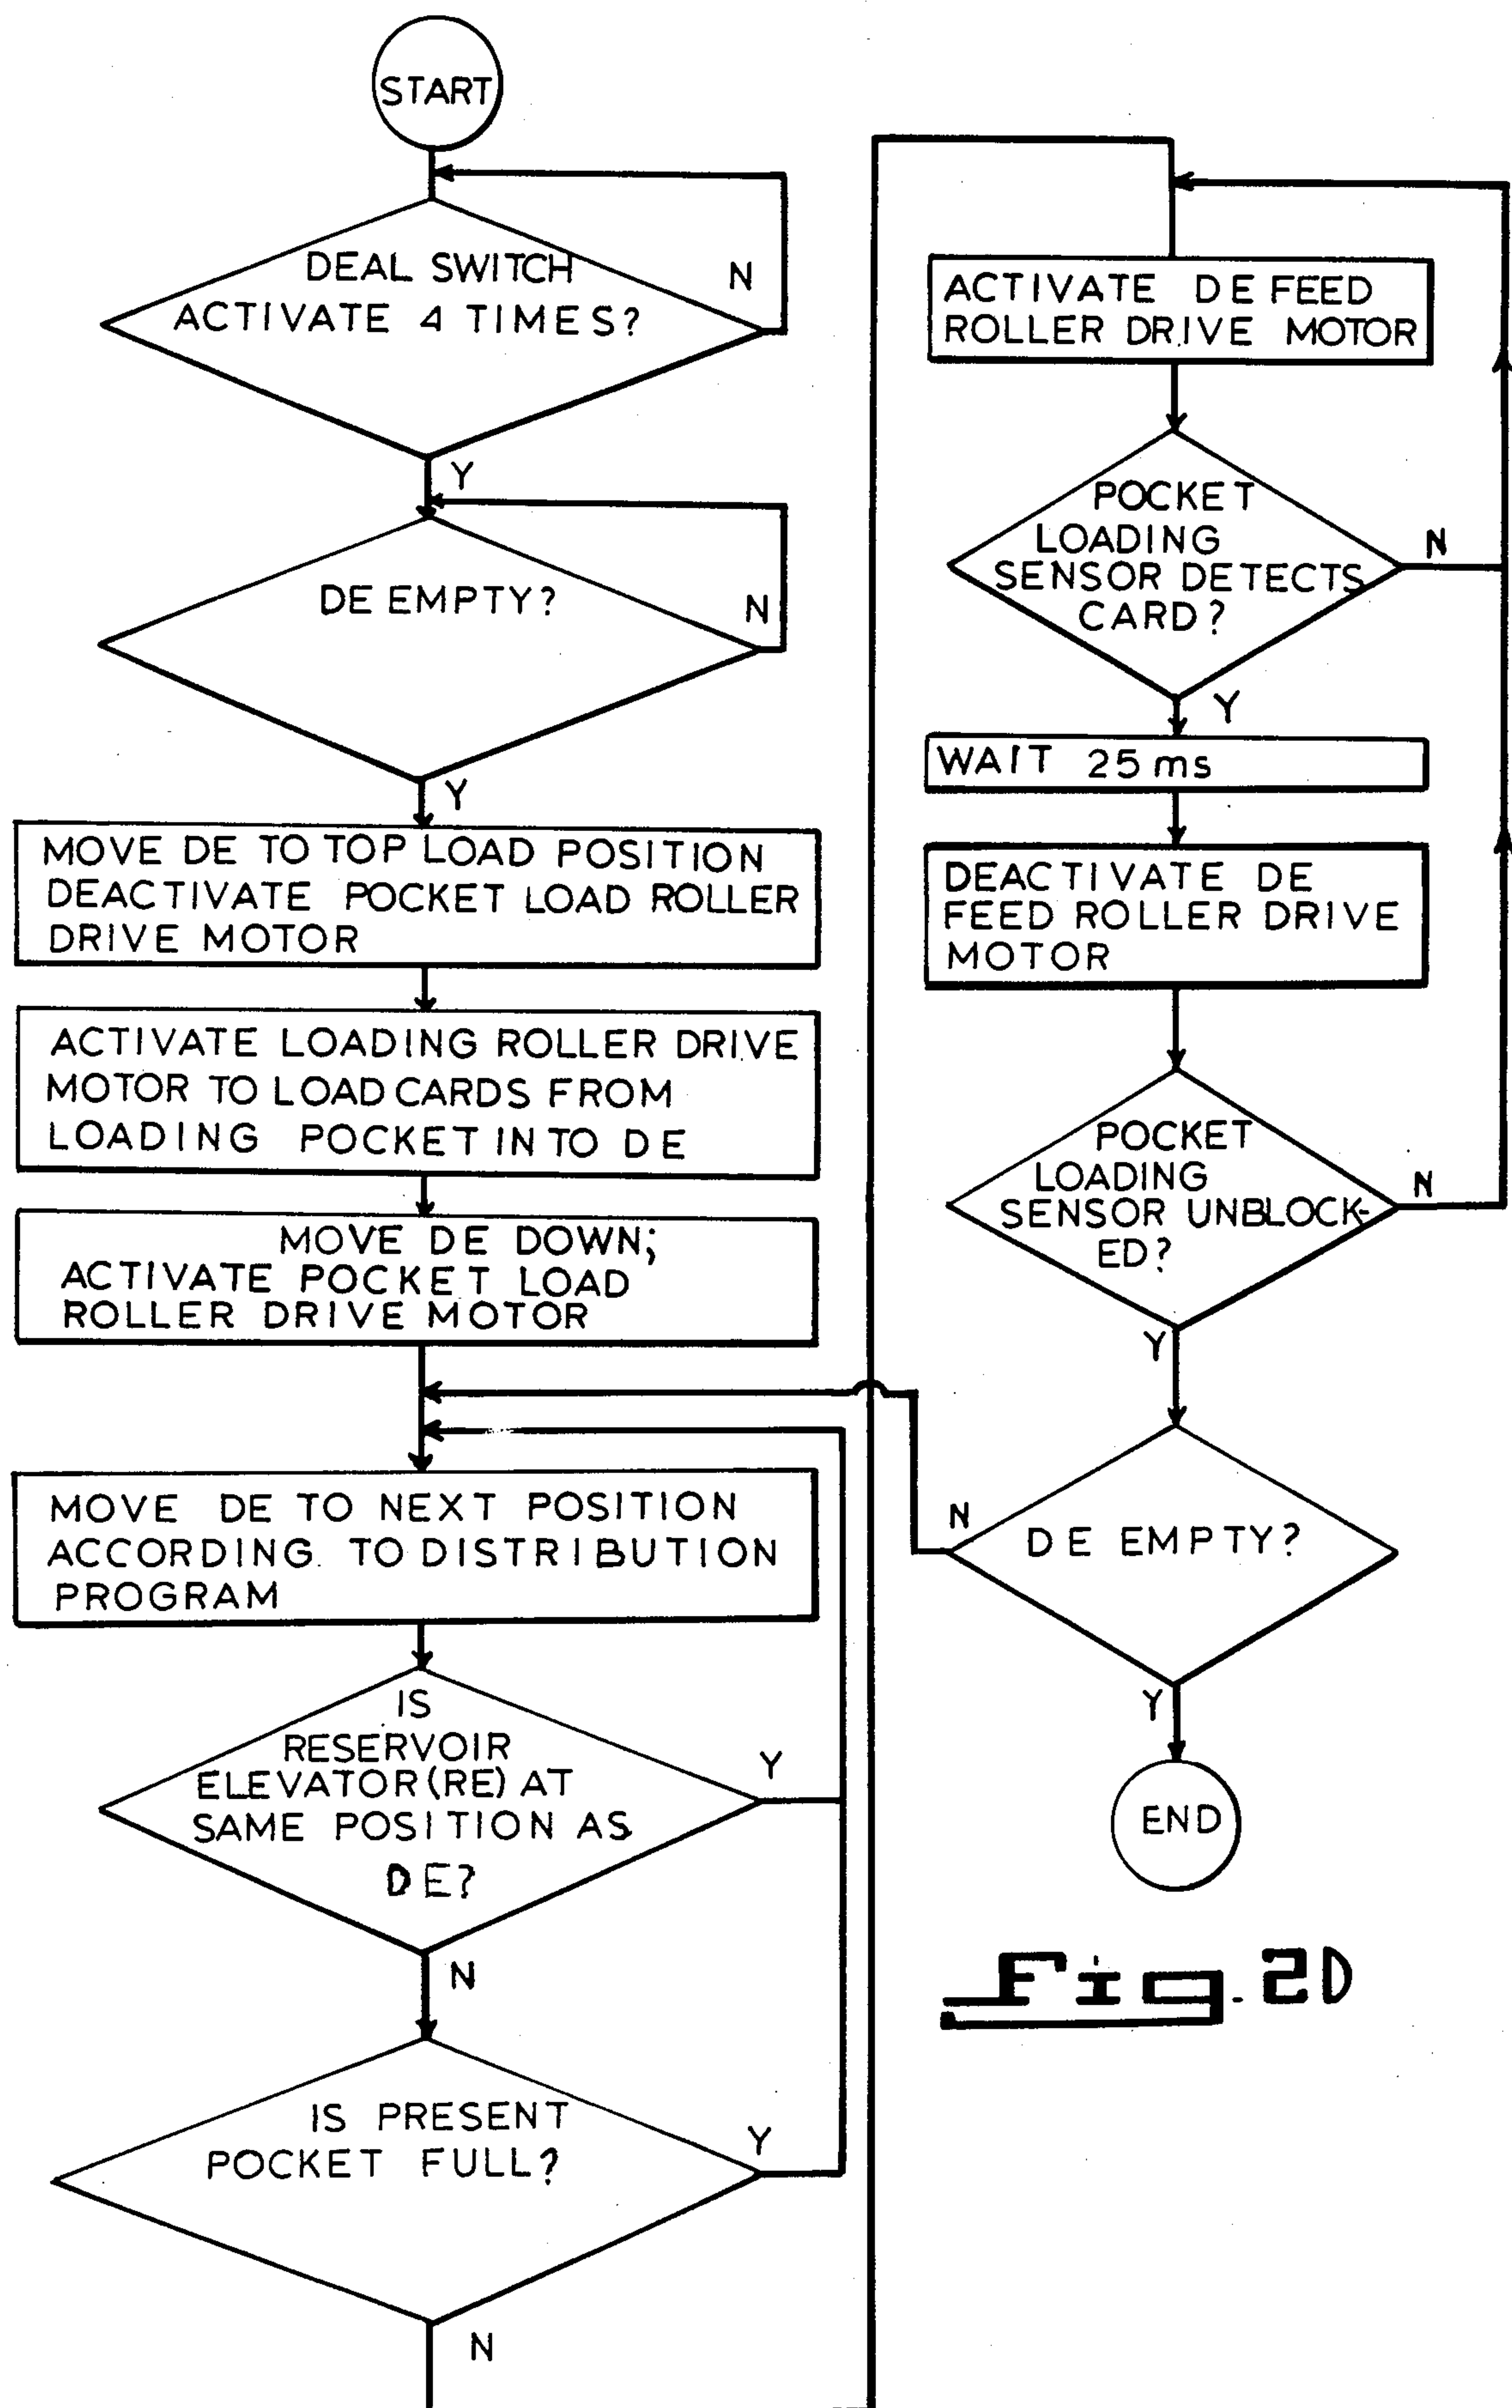 START
DEAL SWITCH
ACTIVATE 4 TIMES?
N
Y
DE EMPTY?
N
Y
MOVE DE TO TOP LOAD POSITION
DEACTIVATE POCKET LOAD ROLLER
DRIVE MOTOR
ACTIVATE LOADING ROLLER DRIVE
MOTOR TO LOAD CARDS FROM
LOADING POCKET INTO DE
MOVE DE DOWN;
ACTIVATE POCKET LOAD
ROLLER DRIVE MOTOR
MOVE DE TO NEXT POSITION
ACCORDING TO DISTRIBUTION
PROGRAM
IS
RESERVOIR
ELEVATOR(RE) AT
SAME POSITION AS
DE?
Y
N
IS PRESENT
POCKET FULL?
Y
N
ACTIVATE DE FEED
ROLLER DRIVE MOTOR
POCKET
LOADING
SENSOR DETECTS
CARD?
N
Y
WAIT 25 ms
DEACTIVATE DE
FEED ROLLER DRIVE
MOTOR
POCKET
LOADING
SENSOR UNBLOCK-
ED?
N
Y
DE EMPTY?
N
Y
END
Fig. 2D